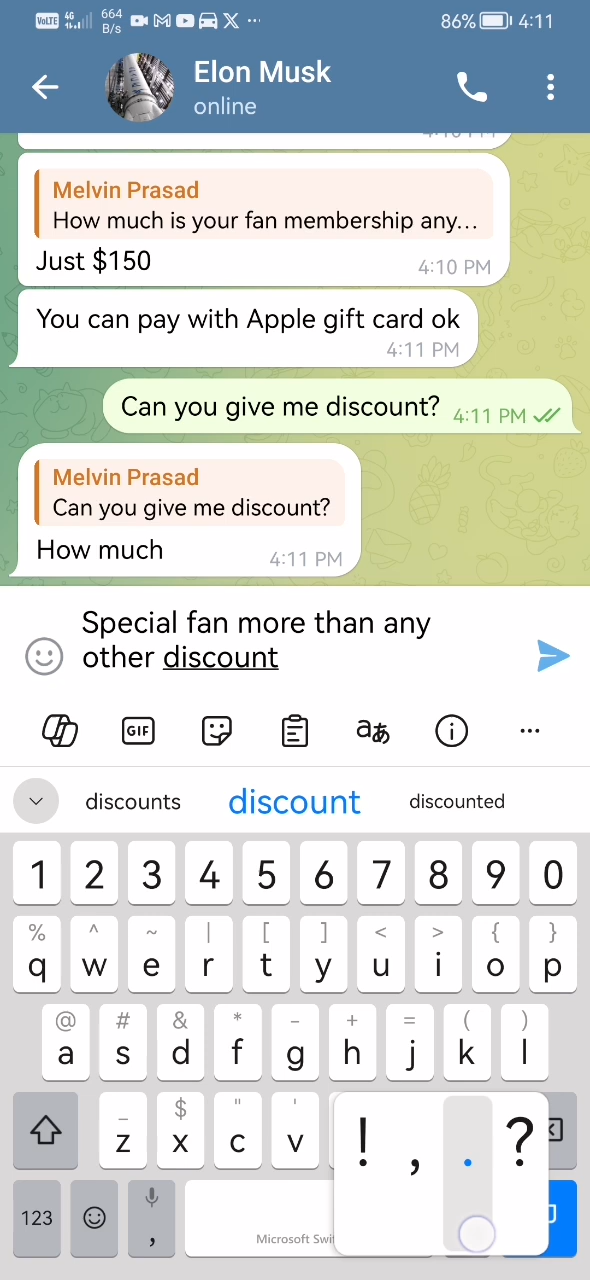 VoLTE 4G 664 B/s X ... 86% 4:11
Elon Musk
online
Melvin Prasad
How much is your fan membership any...
Just $150
4:10 PM
You can pay with Apple gift card ok
4:11 PM
Can you give me discount? 4:11 PM
Melvin Prasad
Can you give me discount?
How much
4:11 PM
Special fan more than any
other discount
GIF aあ ...
discounts discount discounted
1 2 3 4 5 6 7 8 9 0
% ^ ~ | [ ] < > { }
q w e r t y u i o p
@ # & * - + = ( )
a s d f g h j k l
_ $ " '
z x c v ! , . ?
123 , Microsoft Swi